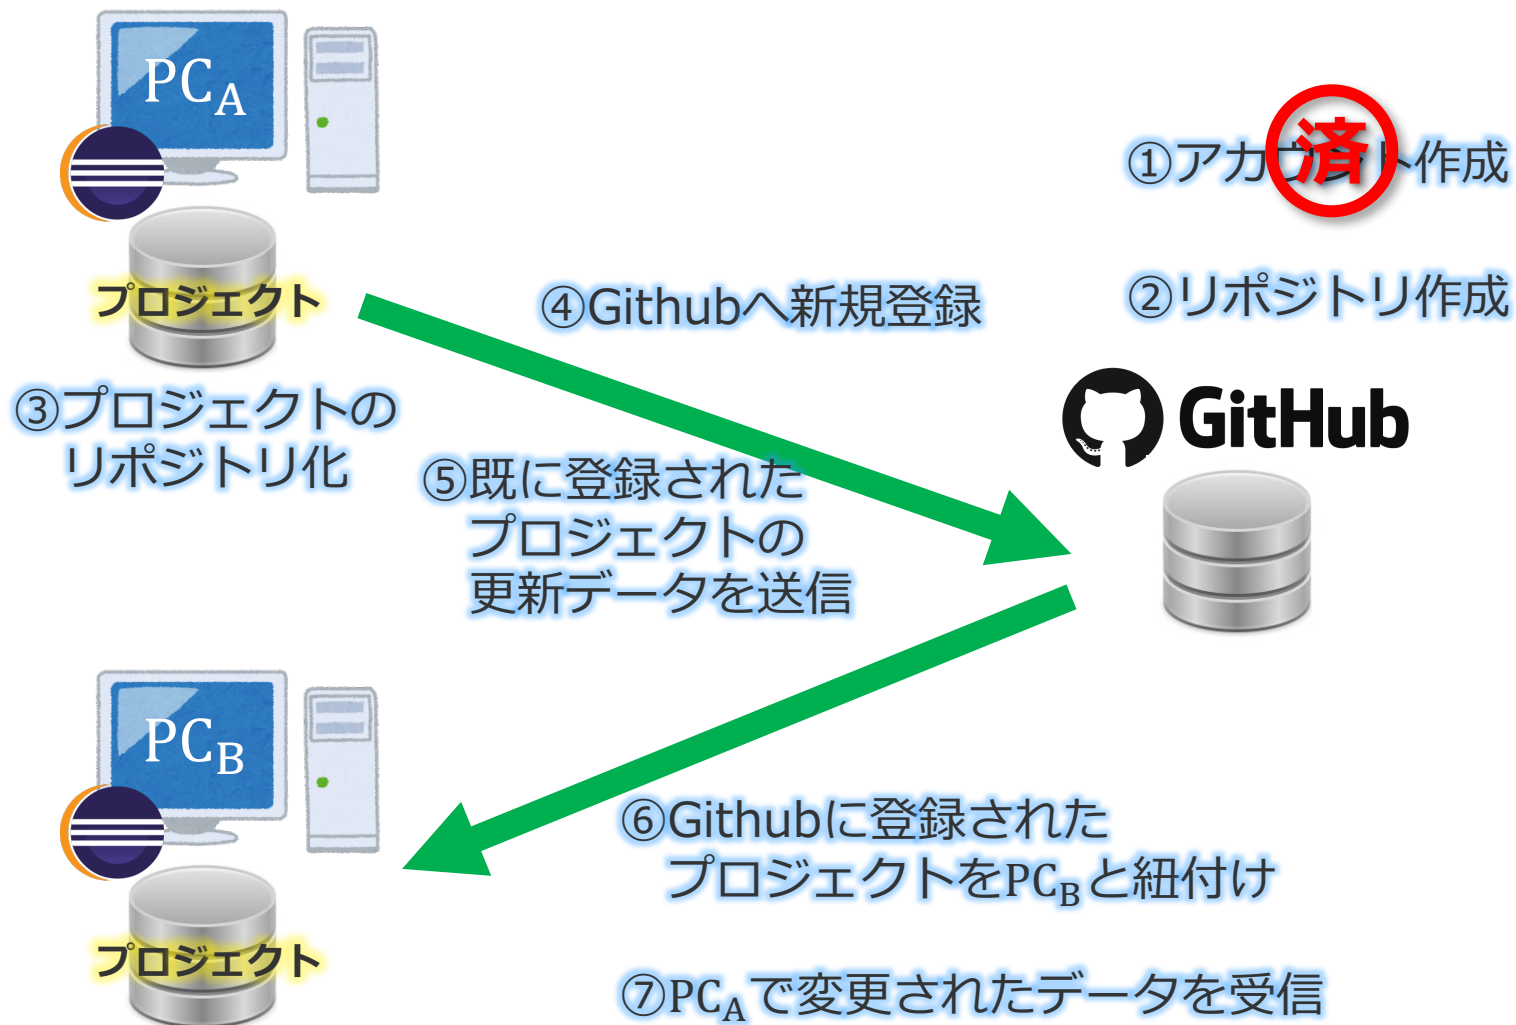 PCA
プロジェクト
③プロジェクトの
リポジトリ化
④Githubへ新規登録
①アカウント作成
済
②リポジトリ作成
GitHub
⑤既に登録された
プロジェクトの
更新データを送信
PCB
プロジェクト
⑥Githubに登録された
プロジェクトをPCBと紐付け
⑦PCAで変更されたデータを受信